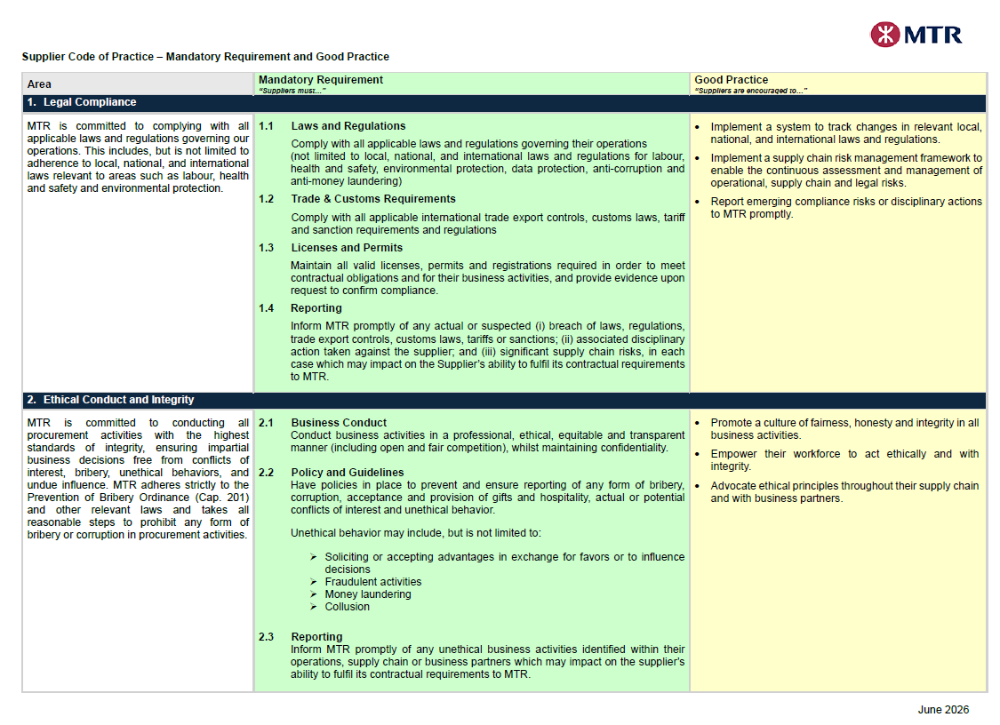 MTR
Supplier Code of Practice – Mandatory Requirement and Good Practice
Area
Mandatory Requirement
"Suppliers must…"
Good Practice
"Suppliers are encouraged to…"
1. Legal Compliance
MTR is committed to complying with all
applicable laws and regulations governing our
operations. This includes, but is not limited to
adherence to local, national, and international
laws relevant to areas such as labour, health
and safety and environmental protection.
1.1 Laws and Regulations
Comply with all applicable laws and regulations governing their operations
(not limited to local, national, and international laws and regulations for labour,
health and safety, environmental protection, data protection, anti-corruption and
anti-money laundering)
1.2 Trade & Customs Requirements
Comply with all applicable international trade export controls, customs laws, tariff
and sanction requirements and regulations
1.3 Licenses and Permits
Maintain all valid licenses, permits and registrations required in order to meet
contractual obligations and for their business activities, and provide evidence upon
request to confirm compliance.
1.4 Reporting
Inform MTR promptly of any actual or suspected (i) breach of laws, regulations,
trade export controls, customs laws, tariffs or sanctions; (ii) associated disciplinary
action taken against the supplier; and (iii) significant supply chain risks, in each
case which may impact on the Supplier's ability to fulfil its contractual requirements
to MTR.
• Implement a system to track changes in relevant local,
national, and international laws and regulations.
• Implement a supply chain risk management framework to
enable the continuous assessment and management of
operational, supply chain and legal risks.
• Report emerging compliance risks or disciplinary actions
to MTR promptly.
2. Ethical Conduct and Integrity
MTR is committed to conducting all
procurement activities with the highest
standards of integrity, ensuring impartial
business decisions free from conflicts of
interest, bribery, unethical behaviors, and
undue influence. MTR adheres strictly to the
Prevention of Bribery Ordinance (Cap. 201)
and other relevant laws and takes all
reasonable steps to prohibit any form of
bribery or corruption in procurement activities.
2.1 Business Conduct
Conduct business activities in a professional, ethical, equitable and transparent
manner (including open and fair competition), whilst maintaining confidentiality.
2.2 Policy and Guidelines
Have policies in place to prevent and ensure reporting of any form of bribery,
corruption, acceptance and provision of gifts and hospitality, actual or potential
conflicts of interest and unethical behavior.
Unethical behavior may include, but is not limited to:
➢ Soliciting or accepting advantages in exchange for favors or to influence
decisions
➢ Fraudulent activities
➢ Money laundering
➢ Collusion
2.3 Reporting
Inform MTR promptly of any unethical business activities identified within their
operations, supply chain or business partners which may impact on the supplier's
ability to fulfil its contractual requirements to MTR.
• Promote a culture of fairness, honesty and integrity in all
business activities.
• Empower their workforce to act ethically and with
integrity.
• Advocate ethical principles throughout their supply chain
and with business partners.
June 2026